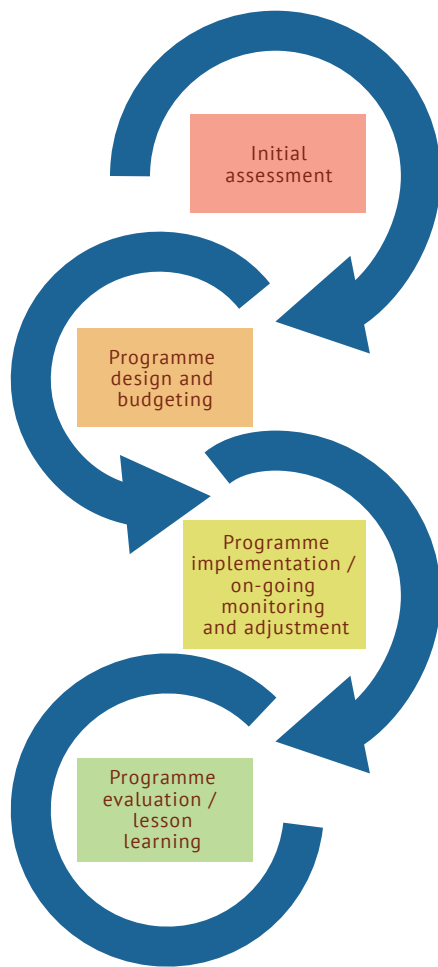 Initial
assessment
Programme
design and
budgeting
Programme
implementation /
on-going
monitoring
and adjustment
Programme
evaluation /
lesson
learning